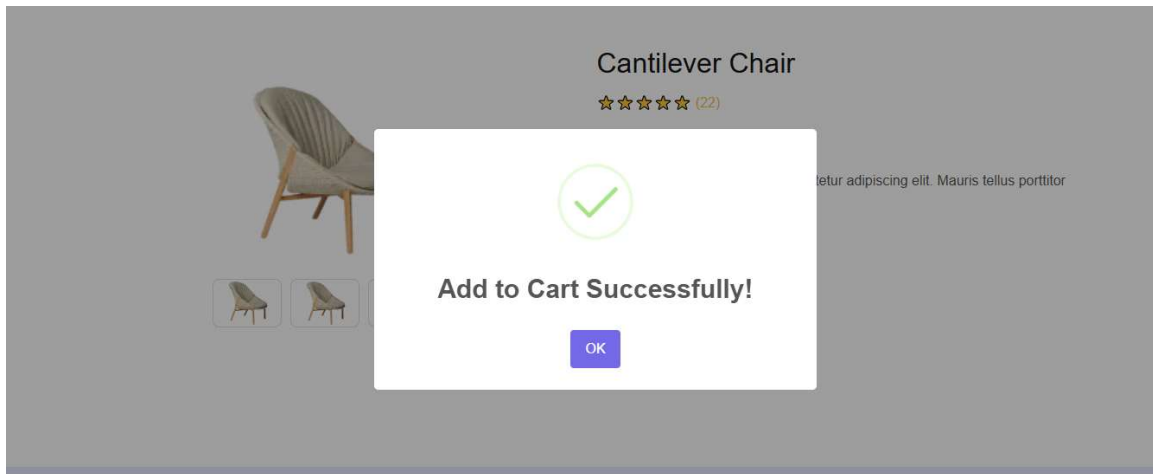 Cantilever Chair
(22)
tetur adipiscing elit. Mauris tellus porttitor
Add to Cart Successfully!
OK